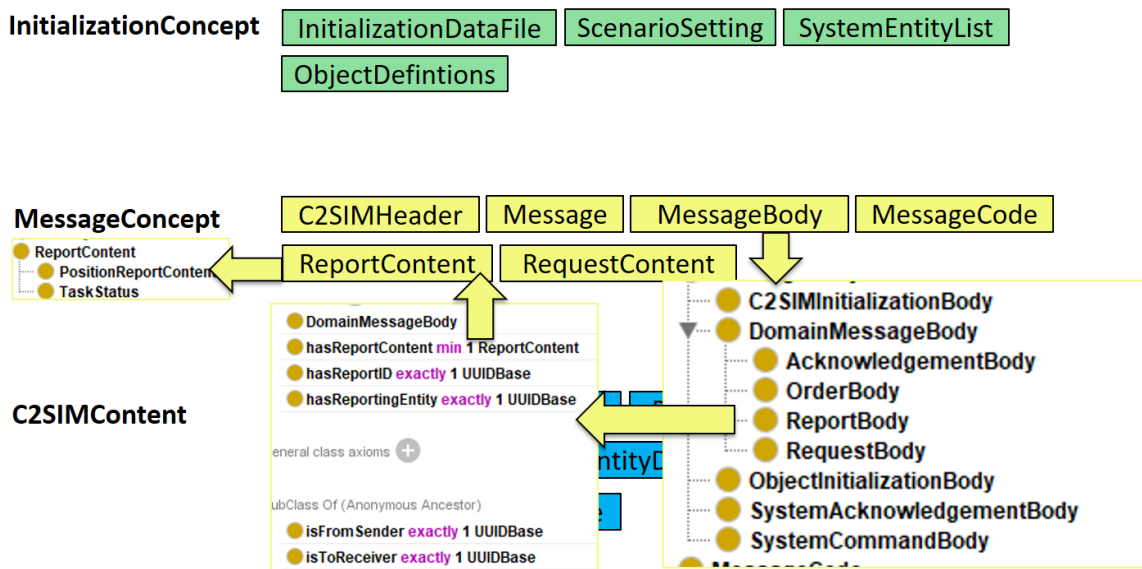 InitializationConcept
InitializationDataFile
ScenarioSetting
SystemEntityList
ObjectDefintions
MessageConcept
C2SIMHeader
Message
MessageBody
MessageCode
ReportContent
RequestContent
ReportContent
PositionReportConten
TaskStatus
DomainMessageBody
hasReportContent min 1 ReportContent
hasReportID exactly 1 UUIDBase
hasReportingEntity exactly 1 UUIDBase
eneral class axioms
ubClass Of (Anonymous Ancestor)
isFromSender exactly 1 UUIDBase
isToReceiver exactly 1 UUIDBase
C2SIMContent
ntityD
C2SIMInitializationBody
DomainMessageBody
AcknowledgementBody
OrderBody
ReportBody
RequestBody
ObjectInitializationBody
SystemAcknowledgementBody
SystemCommandBody
MessageCode